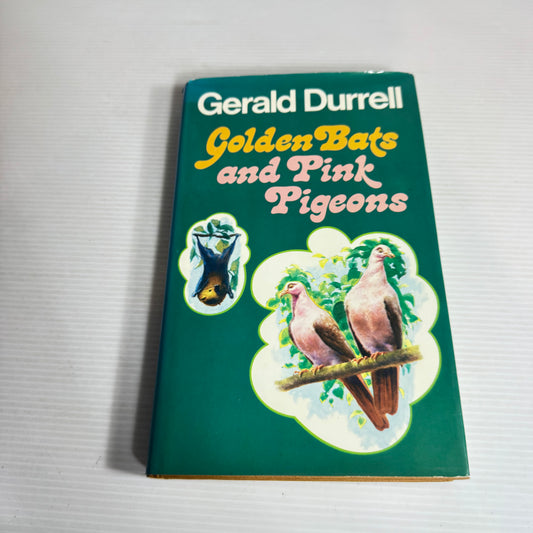 Gerald Durrell
Golden Bats
and Pink
Pigeons